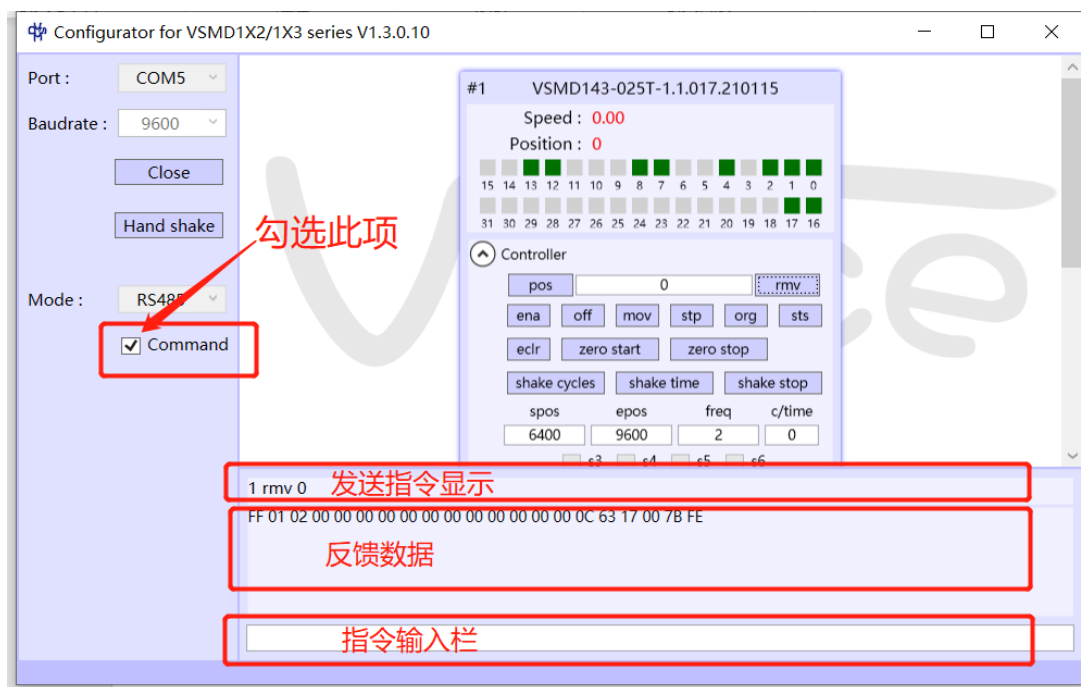 Configurator for VSMD1X2/1X3 series V1.3.0.10
Port : COM5
Baudrate : 9600
Close
Hand shake
勾选此项
Mode : RS485
Command
#1 VSMD143-025T-1.1.017.210115
Speed : 0.00
Position : 0
15 14 13 12 11 10 9 8 7 6 5 4 3 2 1 0
31 30 29 28 27 26 25 24 23 22 21 20 19 18 17 16
Controller
pos 0 rmv
ena off mov stp org sts
eclr zero start zero stop
shake cycles shake time shake stop
spos epos freq c/time
6400 9600 2 0
s3 s4 s5 s6
1 rmv 0 发送指令显示
FF 01 02 00 00 00 00 00 00 00 00 00 00 00 00 0C 63 17 00 7B FE
反馈数据
指令输入栏